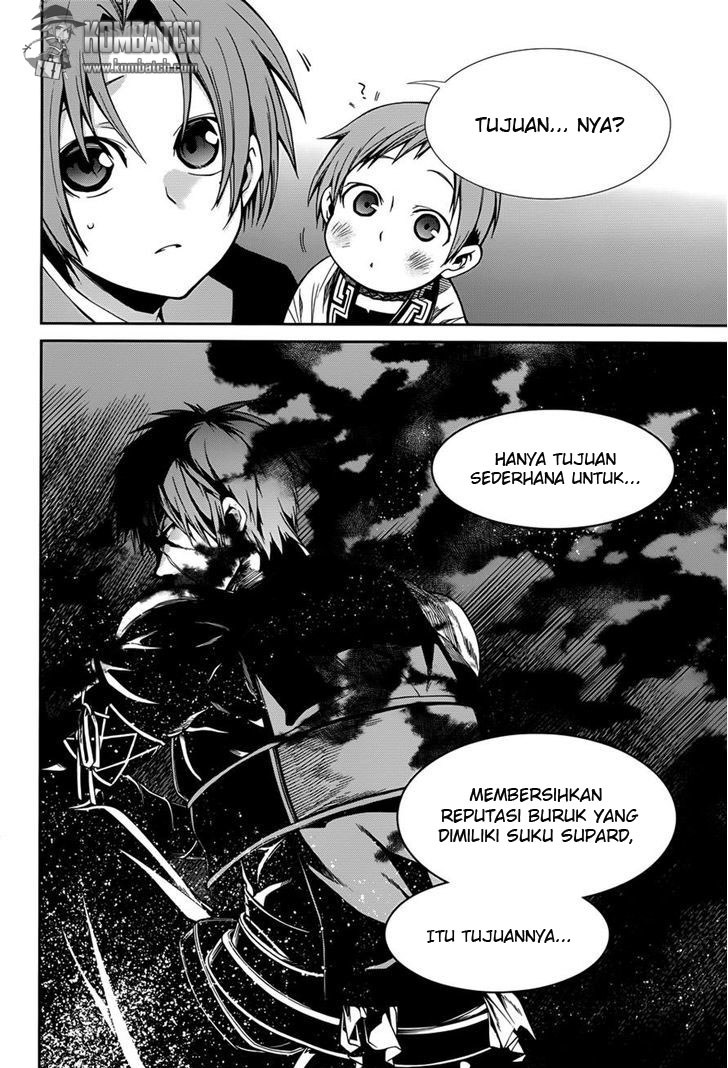 KOMBATCH
www.kombatch.com
?
TUJUAN... NYA?
HANYA TUJUAN
SEDERHANA UNTUK...
MEMBERSIHKAN
REPUTASI BURUK YANG
DIMILIKI SUKU SUPARD,
ITU TUJUANNYA...